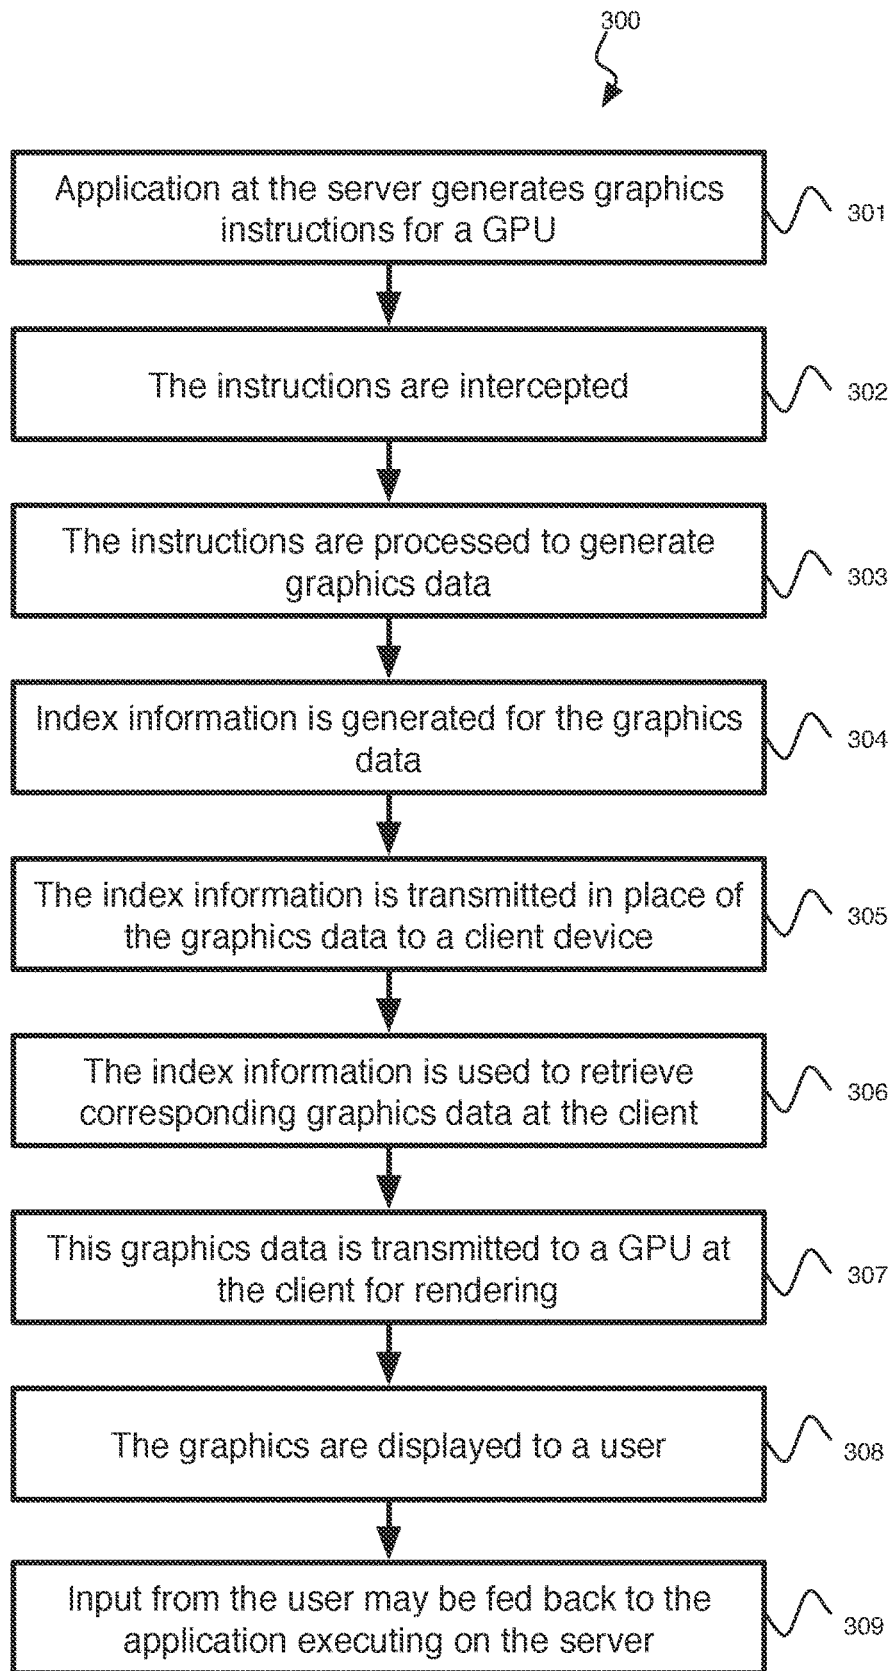 300
Application at the server generates graphics
instructions for a GPU
301
The instructions are intercepted
302
The instructions are processed to generate
graphics data
303
Index information is generated for the graphics
data
304
The index information is transmitted in place of
the graphics data to a client device
305
The index information is used to retrieve
corresponding graphics data at the client
306
This graphics data is transmitted to a GPU at
the client for rendering
307
The graphics are displayed to a user
308
Input from the user may be fed back to the
application executing on the server
309